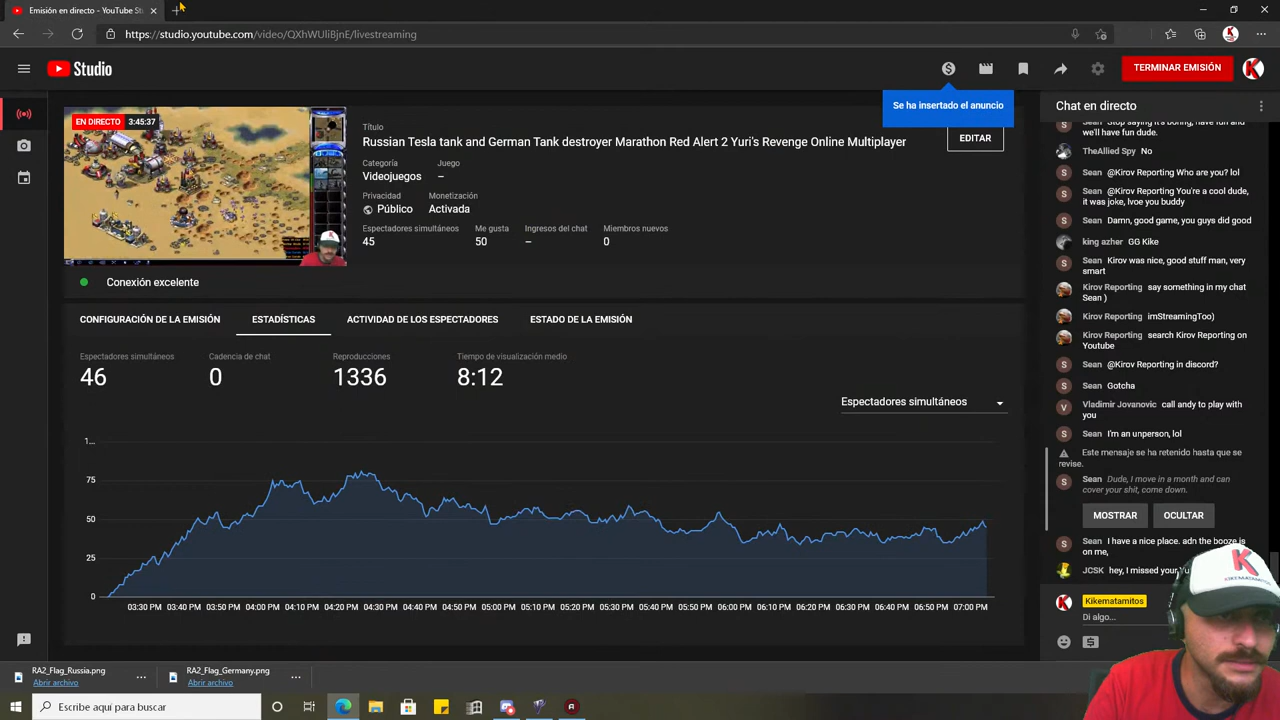 Emisión en directo - YouTube St
https://studio.youtube.com/video/QXhWUliBjnE/livestreaming
Studio
TERMINAR EMISIÓN
Se ha insertado el anuncio
EN DIRECTO 3:45:37
Título
Russian Tesla tank and German Tank destroyer Marathon Red Alert 2 Yuri's Revenge Online Multiplayer
EDITAR
Categoría Juego
Videojuegos –
Privacidad Monetización
Público Activada
Espectadores simultáneos Me gusta Ingresos del chat Miembros nuevos
45 50 – 0
Conexión excelente
CONFIGURACIÓN DE LA EMISIÓN ESTADÍSTICAS ACTIVIDAD DE LOS ESPECTADORES ESTADO DE LA EMISIÓN
Espectadores simultáneos Cadencia de chat Reproducciones Tiempo de visualización medio
46 0 1336 8:12
Espectadores simultáneos
1...
75
50
25
0
03:30 PM 03:40 PM 03:50 PM 04:00 PM 04:10 PM 04:20 PM 04:30 PM 04:40 PM 04:50 PM 05:00 PM 05:10 PM 05:20 PM 05:30 PM 05:40 PM 05:50 PM 06:00 PM 06:10 PM 06:20 PM 06:30 PM 06:40 PM 06:50 PM 07:00 PM
Chat en directo
Sean Stop saying it's boring, have fun and
we'll have fun dude.
TheAllied Spy No
Sean @Kirov Reporting Who are you? lol
Sean @Kirov Reporting You're a cool dude,
it was joke, lvoe you buddy
Sean Damn, good game, you guys did good
king azher GG Kike
Sean Kirov was nice, good stuff man, very
smart
Kirov Reporting say something in my chat
Sean )
Kirov Reporting imStreamingToo)
Kirov Reporting search Kirov Reporting on
Youtube
Sean @Kirov Reporting in discord?
Sean Gotcha
Vladimir Jovanovic call andy to play with
you
Sean I'm an unperson, lol
Este mensaje se ha retenido hasta que se
revise.
Sean Dude, I move in a month and can
cover your shit, come down.
MOSTRAR OCULTAR
Sean I have a nice place. adn the booze is
on me,
JCSK hey, I missed your
Kikematamitos
Di algo...
RA2_Flag_Russia.png
Abrir archivo
RA2_Flag_Germany.png
Abrir archivo
Escribe aquí para buscar